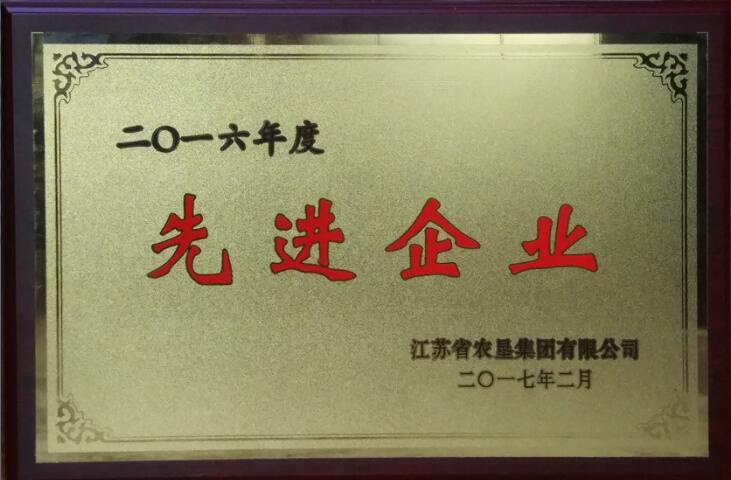 二〇一六年度
先进企业
江苏省农垦集团有限公司
二〇一七年二月